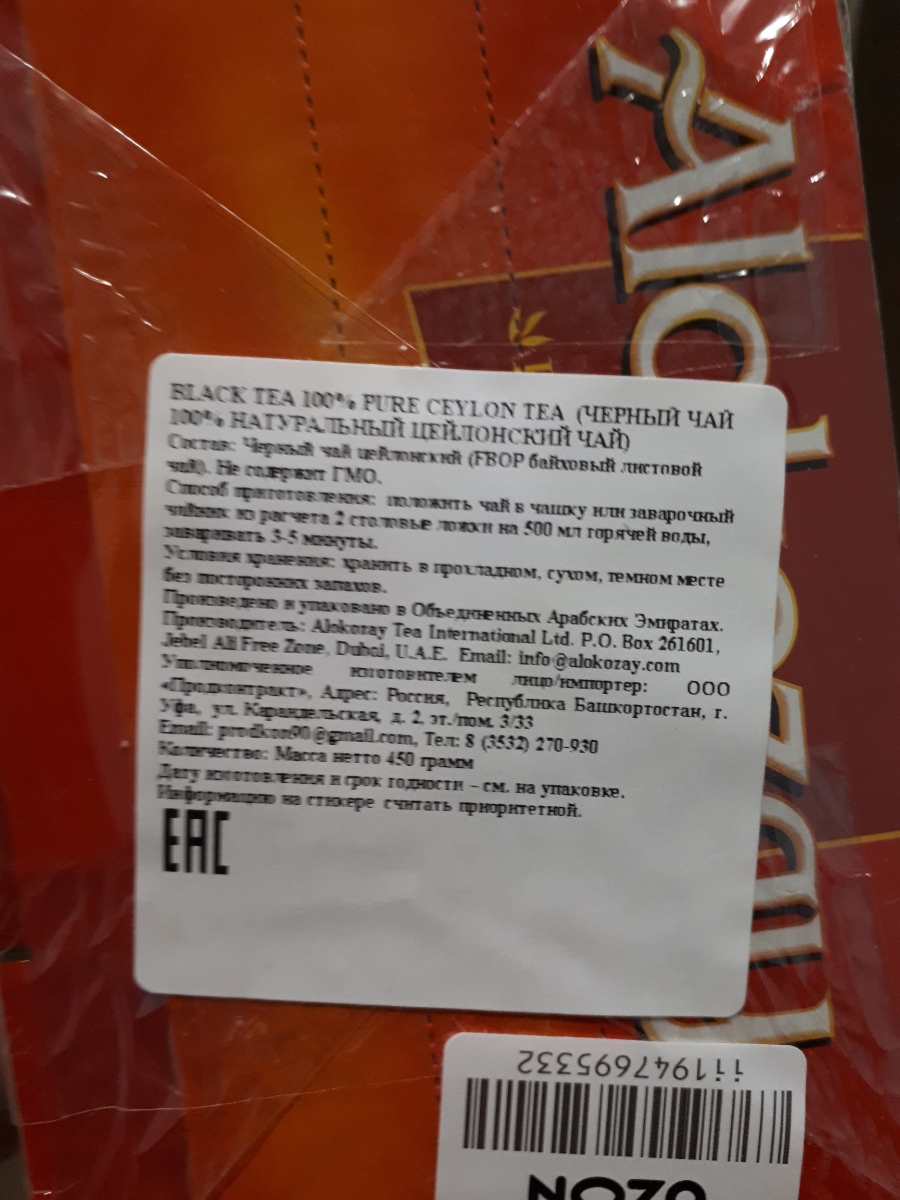 Alokozay
BLACK TEA 100% PURE CEYLON TEA (ЧЕРНЫЙ ЧАЙ
100% НАТУРАЛЬНЫЙ ЦЕЙЛОНСКИЙ ЧАЙ)
Состав: Черный чай цейлонский (FBOP байховый листовой
чай). Не содержит ГМО.
Способ приготовления: положить чай в чашку или заварочный
чайник из расчета 2 столовые ложки на 500 мл горячей воды,
заваривать 3-5 минуты.
Условия хранения: хранить в прохладном, сухом, темном месте
без посторонних запахов.
Произведено и упаковано в Объединенных Арабских Эмиратах.
Производитель: Alokozay Tea International Ltd. P.O. Box 261601,
Jebel Ali Free Zone, Dubai, U.A.E. Email: info@alokozay.com
Уполномоченное изготовителем лицо/импортер: ООО
«Продконтракт», Адрес: Россия, Республика Башкортостан, г.
Уфа, ул. Карандельская, д. 2, эт./пом. 3/33
Email: prodkon90@gmail.com, Тел: 8 (3532) 270-930
Количество: Масса нетто 450 грамм
Дату изготовления и срок годности – см. на упаковке.
Информацию на стикере считать приоритетной.
EAC
ii1947695332
OZON